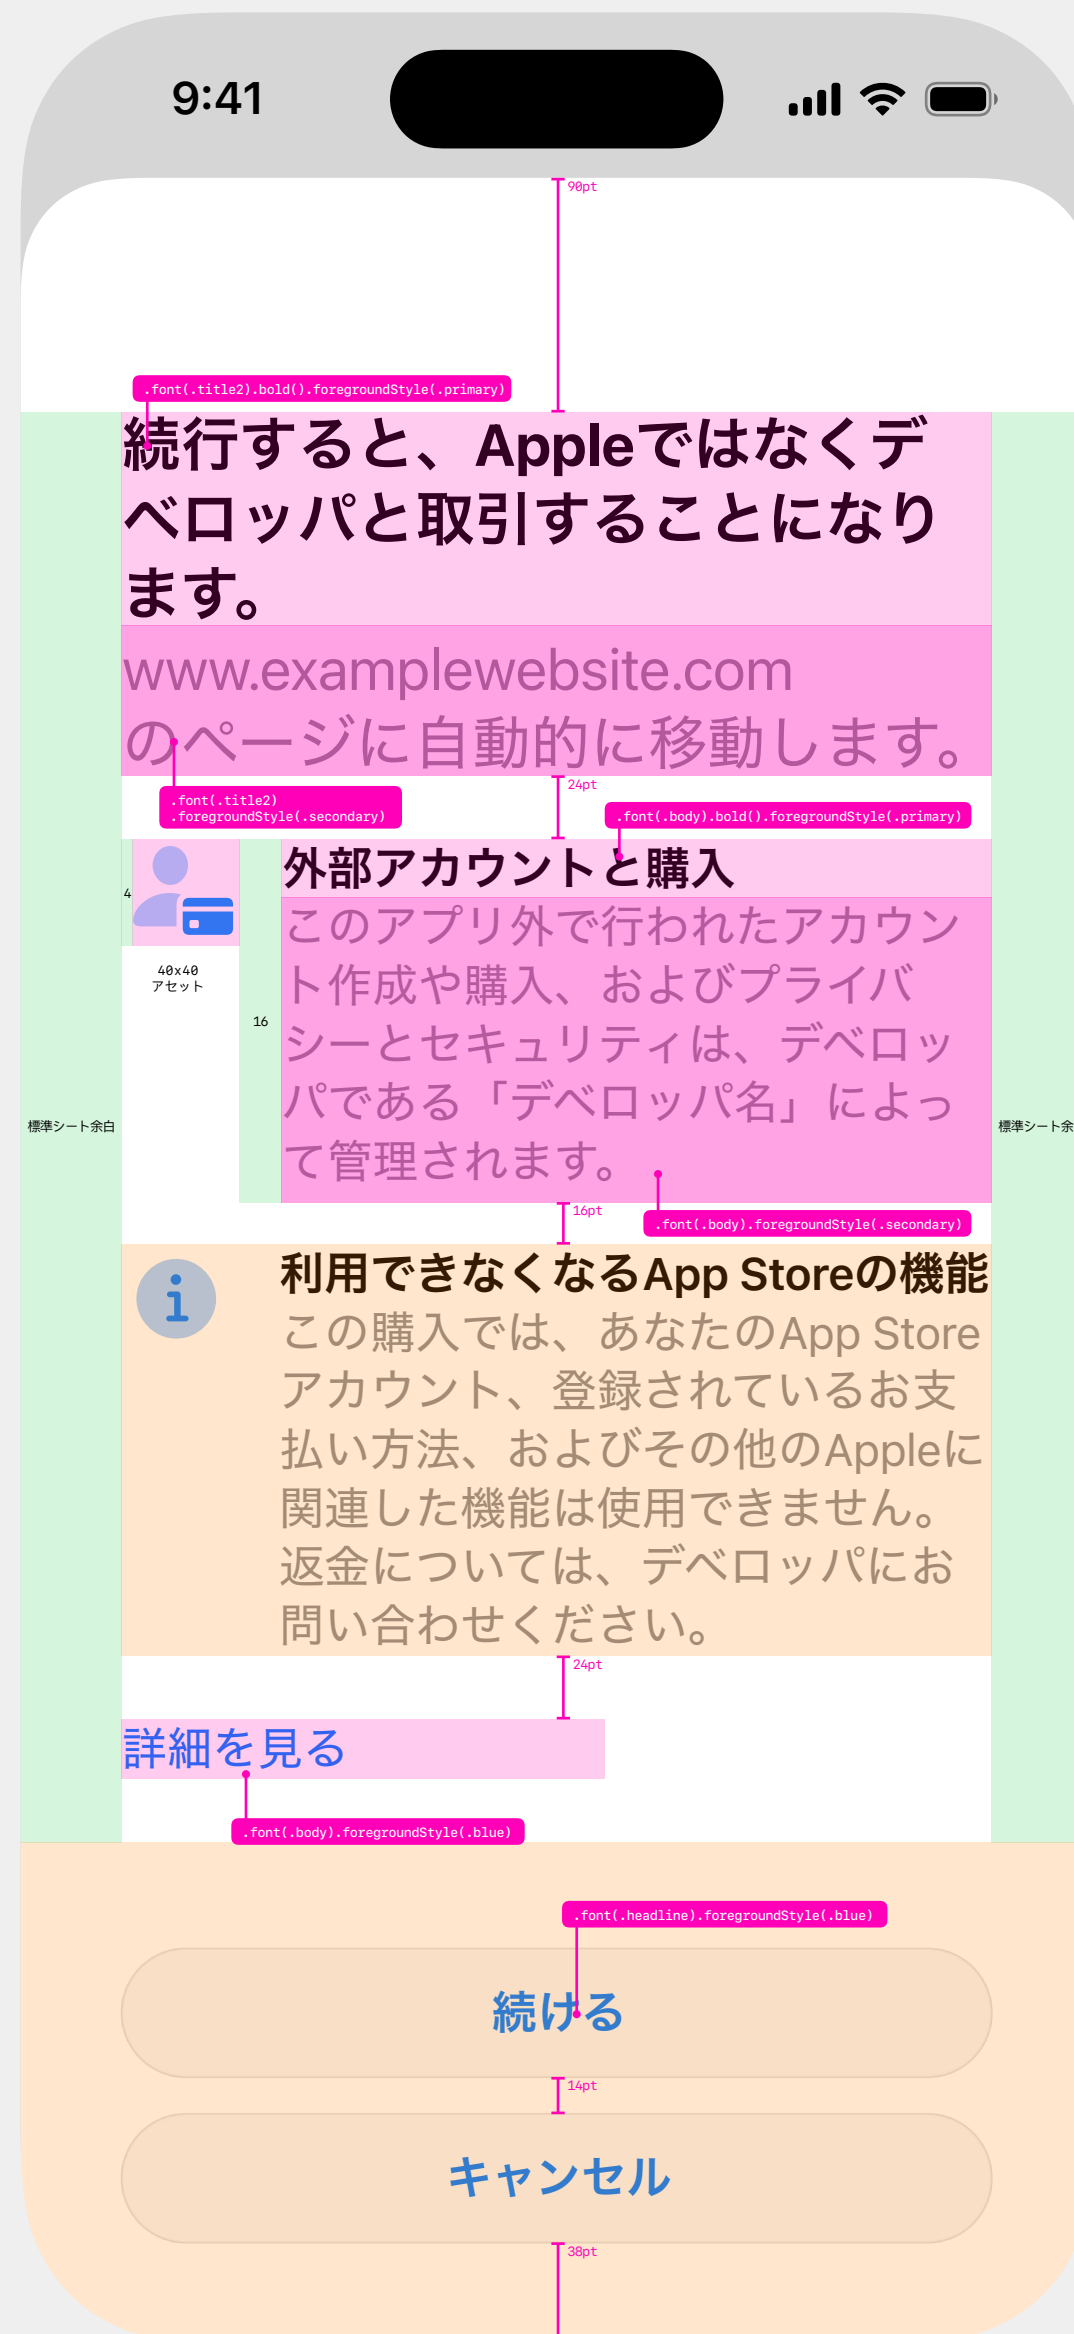 9:41
90pt
.font(.title2).bold().foregroundStyle(.primary)
続行すると、Appleではなくデ
ベロッパと取引することになり
ます。
www.examplewebsite.com
のページに自動的に移動します。
24pt
.font(.title2)
.foregroundStyle(.secondary)
.font(.body).bold().foregroundStyle(.primary)
4
外部アカウントと購入
このアプリ外で行われたアカウン
ト作成や購入、およびプライバ
シーとセキュリティは、デベロッ
パである「デベロッパ名」によっ
て管理されます。
40x40
アセット
16
標準シート余白
標準シート余
16pt
.font(.body).foregroundStyle(.secondary)
利用できなくなるApp Storeの機能
この購入では、あなたのApp Store
アカウント、登録されているお支
払い方法、およびその他のAppleに
関連した機能は使用できません。
返金については、デベロッパにお
問い合わせください。
24pt
詳細を見る
.font(.body).foregroundStyle(.blue)
.font(.headline).foregroundStyle(.blue)
続ける
14pt
キャンセル
38pt